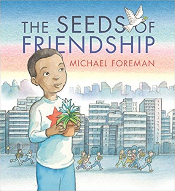 THE SEEDS OF
FRIENDSHIP
MICHAEL FOREMAN